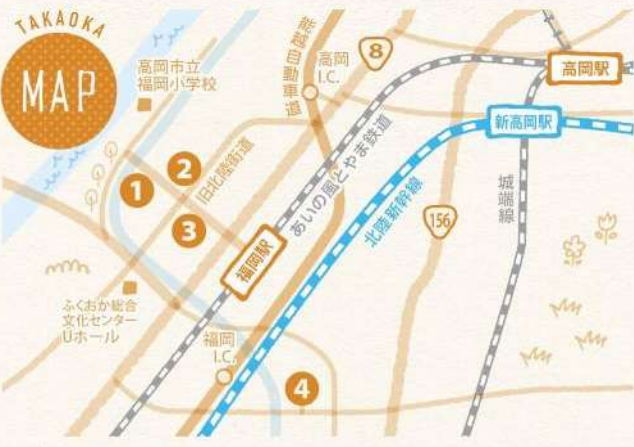 TAKAOKA
MAP
高岡市立
福岡小学校
能越自動車道
高岡
I.C.
8
高岡駅
新高岡駅
旧北陸街道
あいの風とやま鉄道
北陸新幹線
156
城端線
1
2
3
福岡駅
ふくおか総合
文化センター
Uホール
福岡
I.C.
4